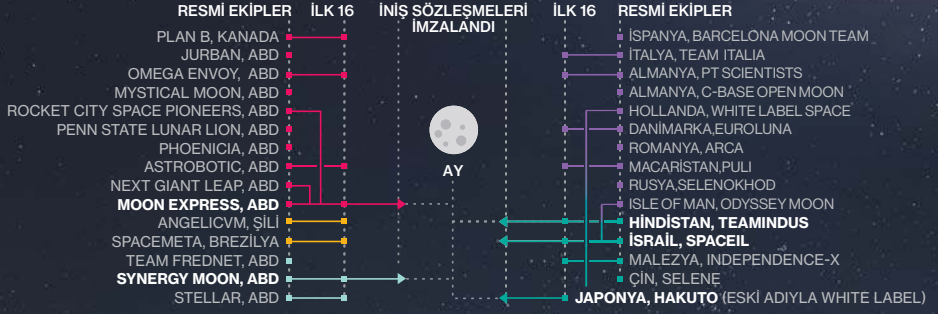 RESMİ EKİPLER
İLK 16
İNİŞ SÖZLEŞMELERİ
İMZALANDI
İLK 16
RESMİ EKİPLER
PLAN B, KANADA
JURBAN, ABD
OMEGA ENVOY, ABD
MYSTICAL MOON, ABD
ROCKET CITY SPACE PIONEERS, ABD
PENN STATE LUNAR LION, ABD
PHOENICIA, ABD
ASTROBOTIC, ABD
NEXT GIANT LEAP, ABD
MOON EXPRESS, ABD
ANGELICVM, ŞİLİ
SPACEMETA, BREZİLYA
TEAM FREDNET, ABD
SYNERGY MOON, ABD
STELLAR, ABD
AY
İSPANYA, BARCELONA MOON TEAM
İTALYA, TEAM ITALIA
ALMANYA, PT SCIENTISTS
ALMANYA, C-BASE OPEN MOON
HOLLANDA, WHITE LABEL SPACE
DANİMARKA,EUROLUNA
ROMANYA, ARCA
MACARİSTAN,PULI
RUSYA,SELENOKHOD
ISLE OF MAN, ODYSSEY MOON
HİNDİSTAN, TEAMINDUS
İSRAİL, SPACEIL
MALEZYA, INDEPENDENCE-X
ÇİN, SELENE
JAPONYA, HAKUTO (ESKİ ADIYLA WHITE LABEL)